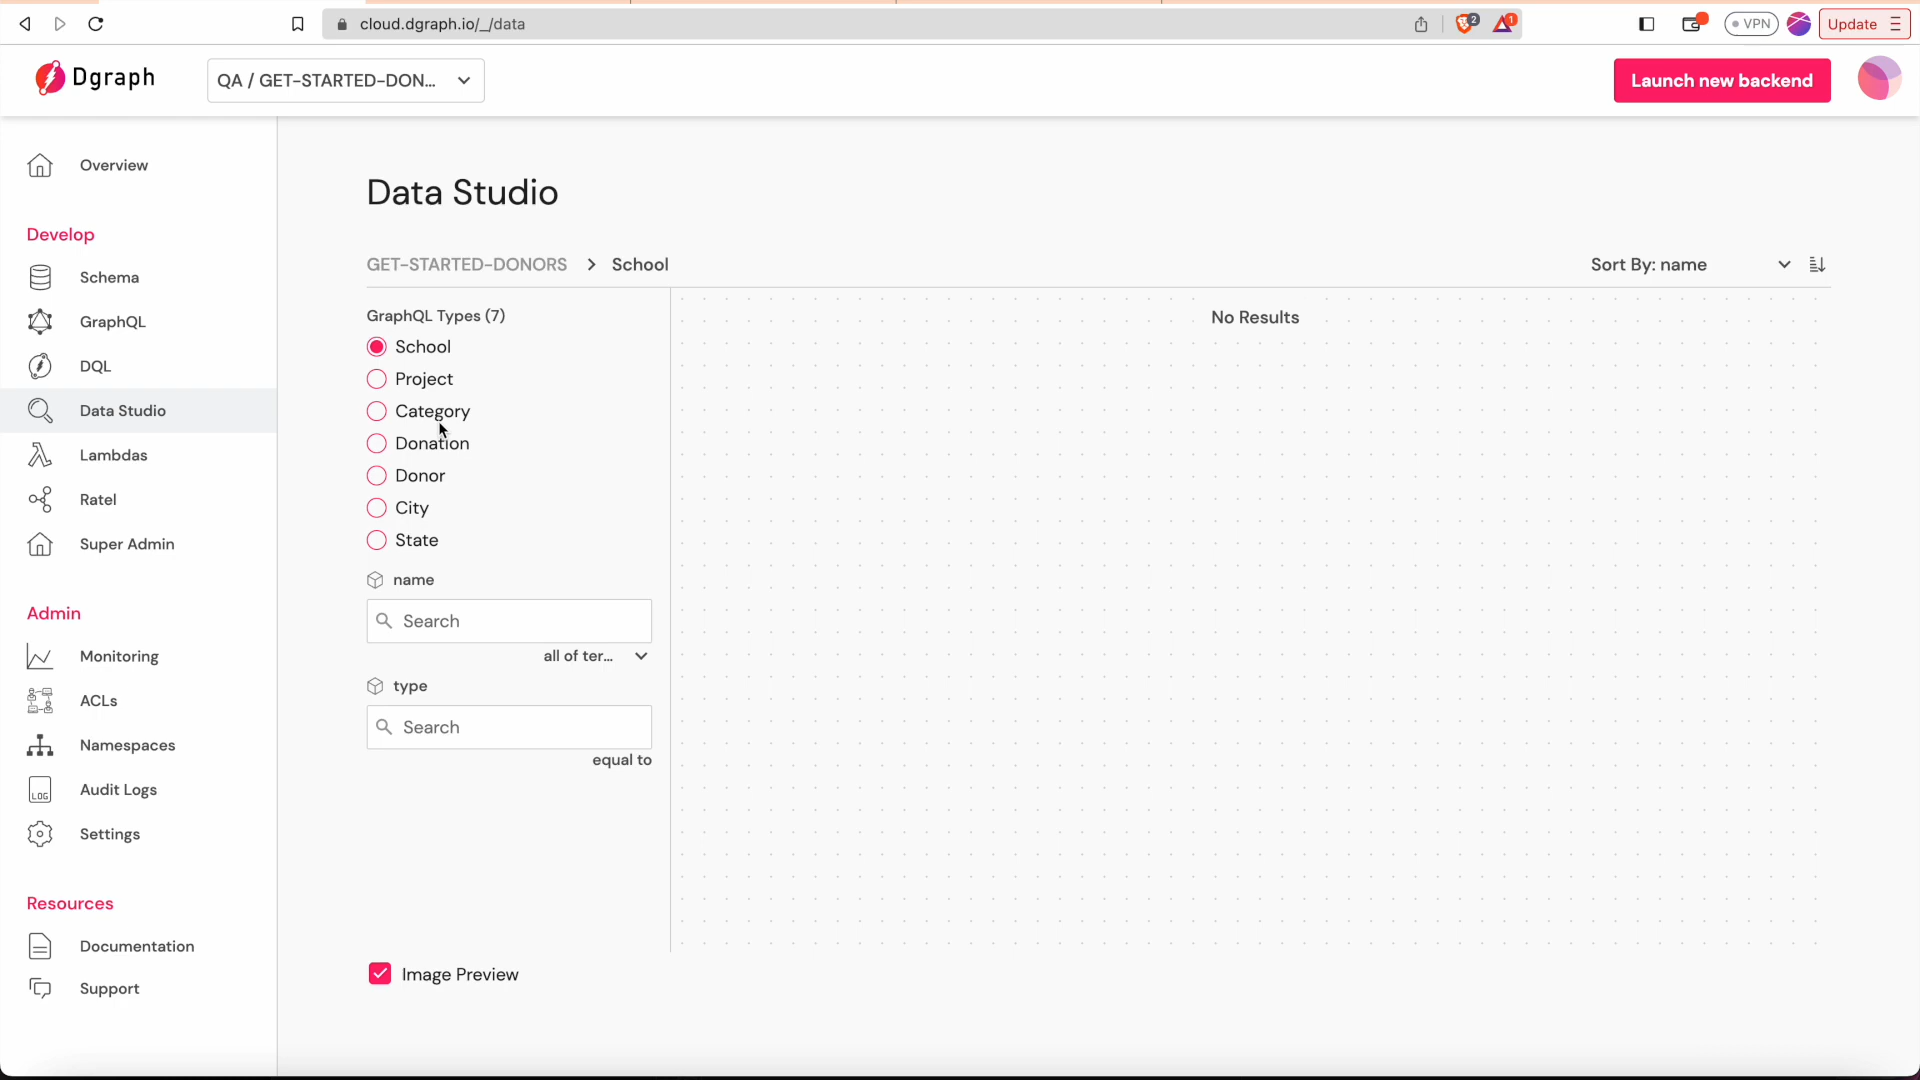 cloud.dgraph.io/_/data
2
1
VPN
Update
Dgraph
QA / GET-STARTED-DON...
Launch new backend
Overview
Develop
Schema
GraphQL
DQL
Data Studio
Lambdas
Ratel
Super Admin
Admin
Monitoring
ACLs
Namespaces
LOG
Audit Logs
Settings
Resources
Documentation
Support
Data Studio
GET-STARTED-DONORS > School
Sort By: name
GraphQL Types (7)
School
Project
Category
Donation
Donor
City
State
name
Search
all of ter...
type
Search
equal to
No Results
Image Preview